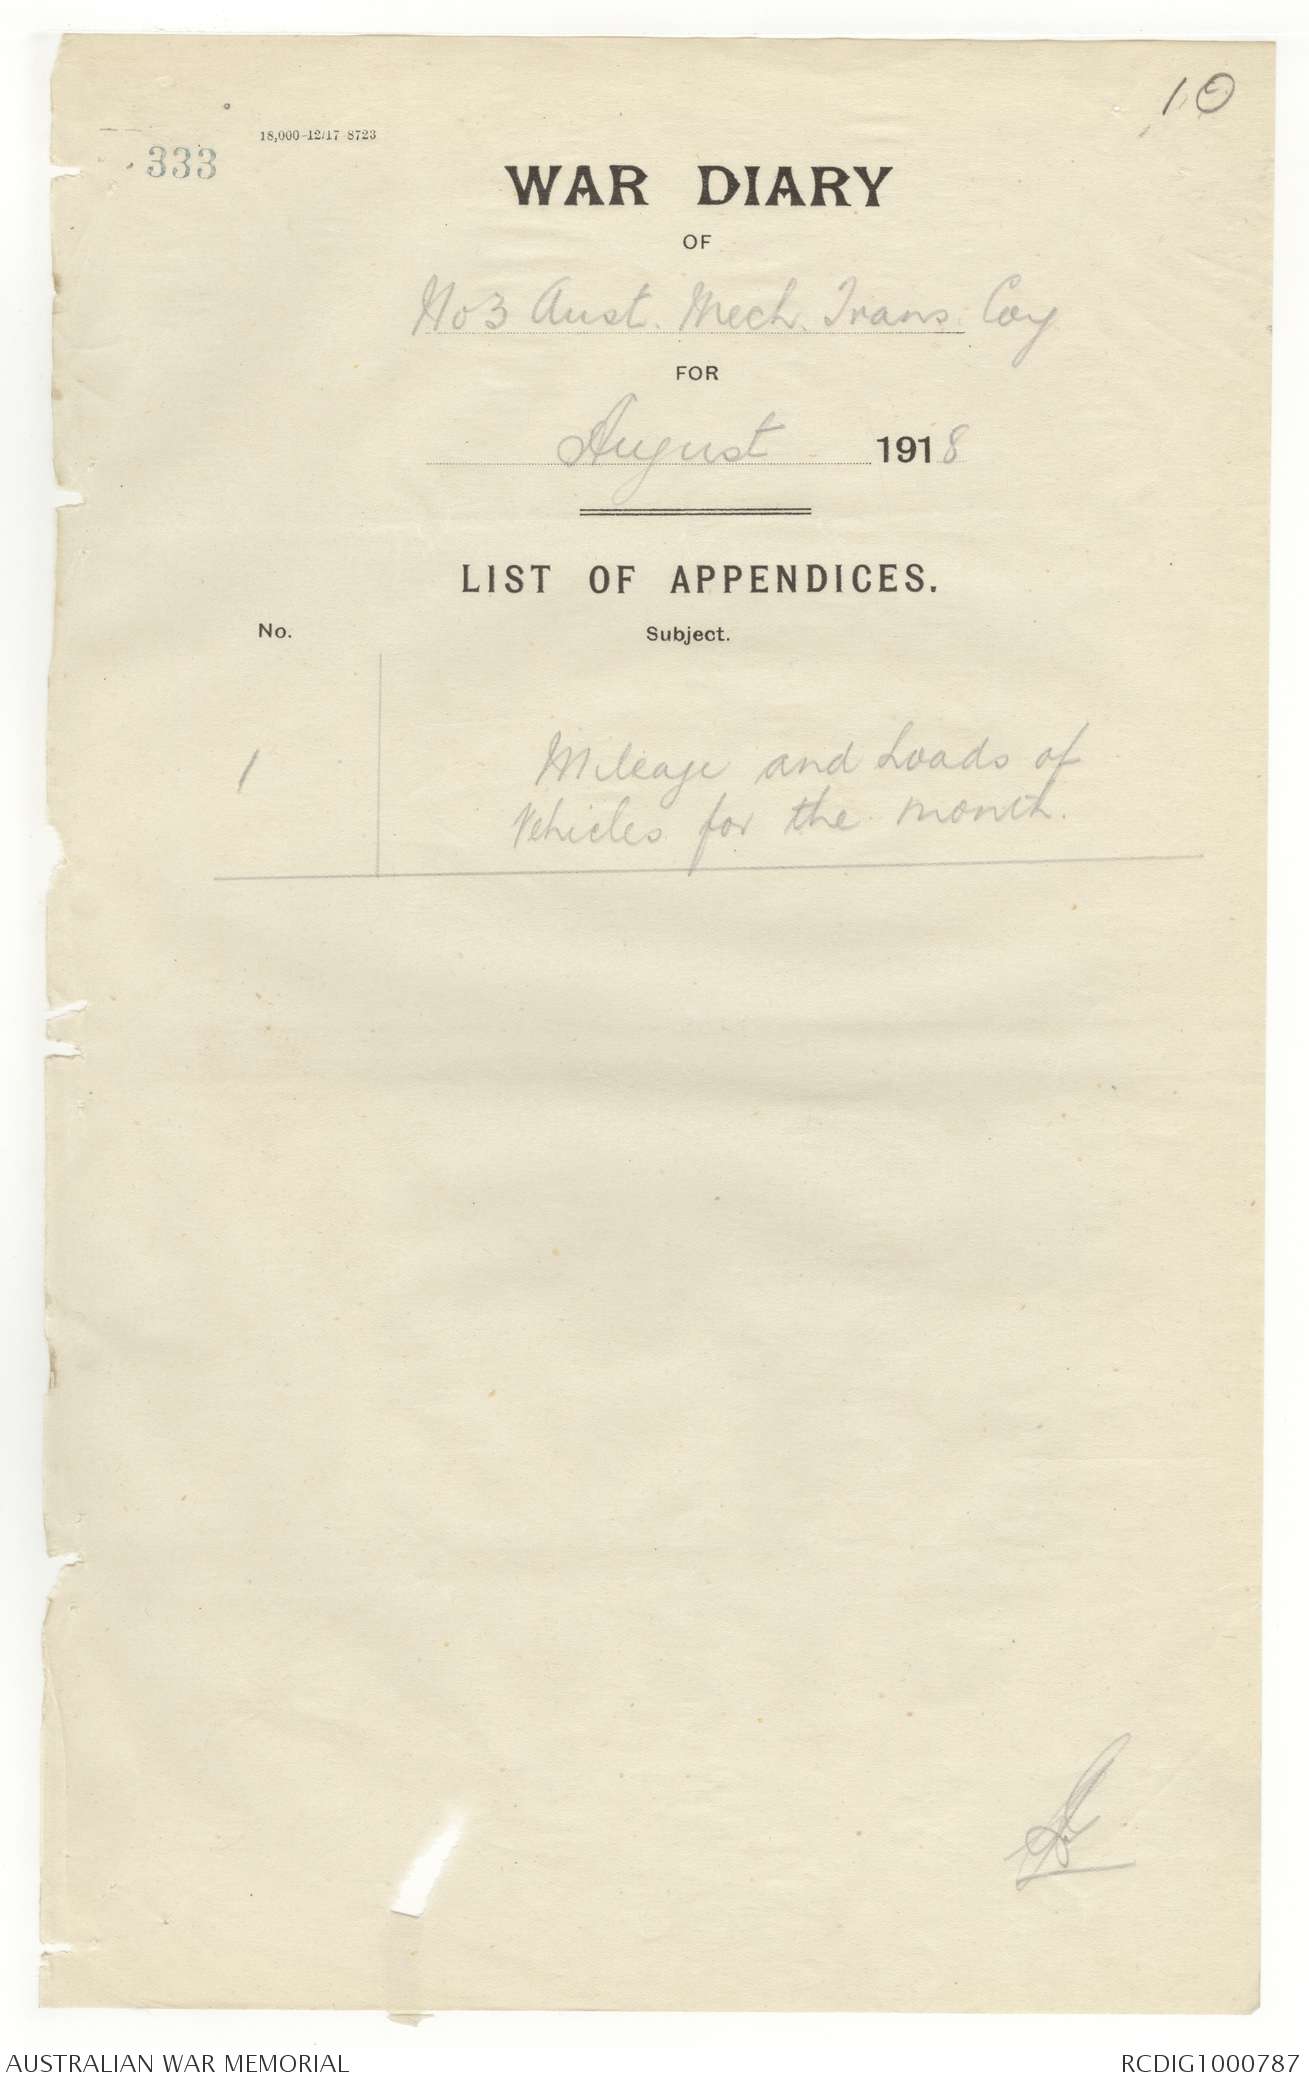 10
18,000-12/17 8723
333
WAR DIARY
OF
No 3 Aust. Mech. Trans. Coy
FOR
August 1918
LIST OF APPENDICES.
No. Subject.
1 Mileage and Loads of
Vehicles for the month.
AUSTRALIAN WAR MEMORIAL RCDIG1000787